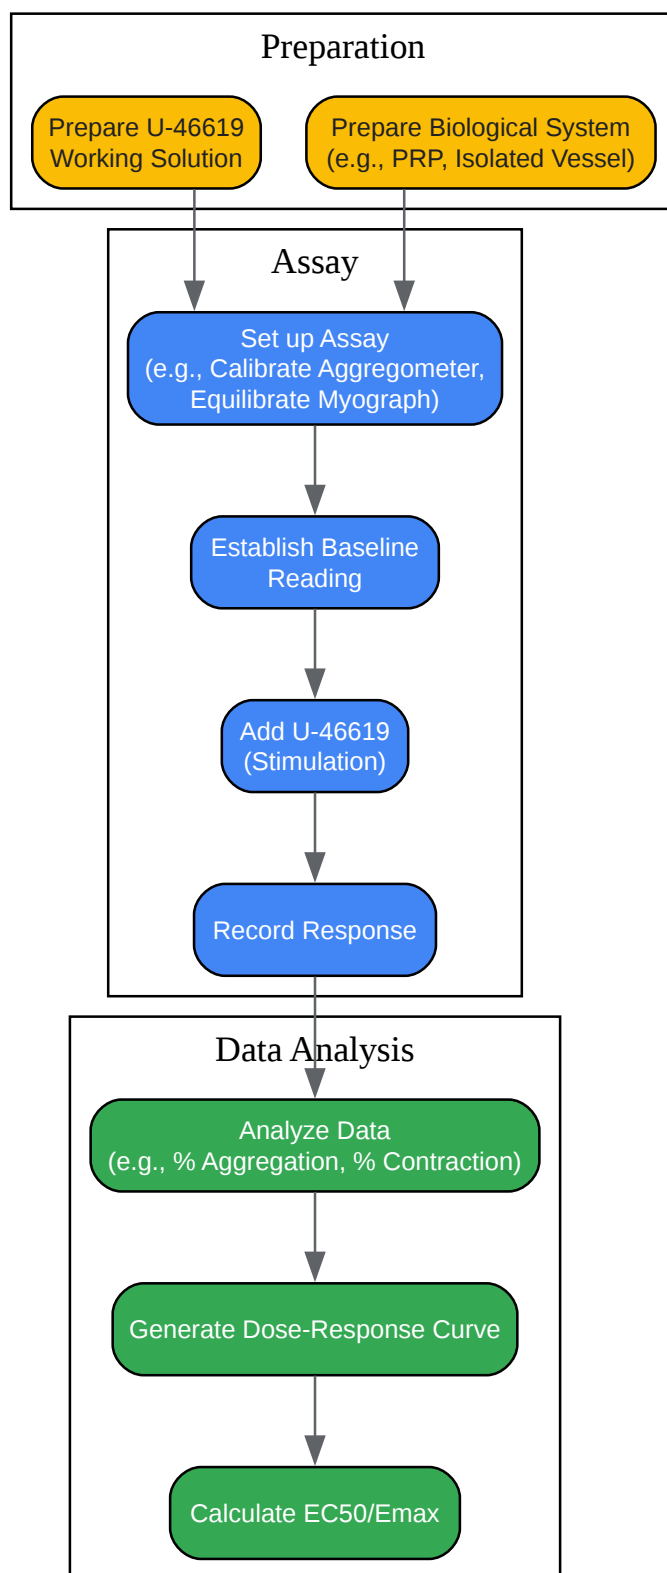 Preparation
Prepare U-46619
Working Solution
Prepare Biological System
(e.g., PRP, Isolated Vessel)
Assay
Set up Assay
(e.g., Calibrate Aggregometer,
Equilibrate Myograph)
Establish Baseline
Reading
Add U-46619
(Stimulation)
Record Response
Data Analysis
Analyze Data
(e.g., % Aggregation, % Contraction)
Generate Dose-Response Curve
Calculate EC50/Emax